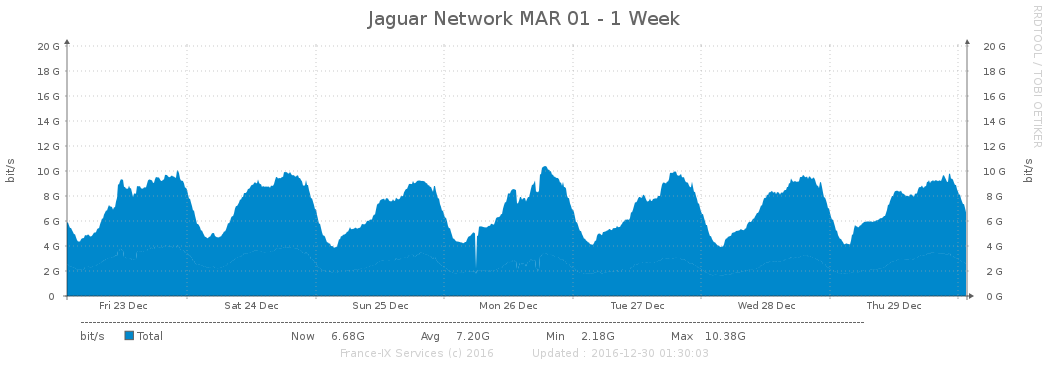 Jaguar Network MAR 01 - 1 Week
RRDTOOL / TOBI OETIKER
20 G 20 G
18 G 18 G
16 G 16 G
14 G 14 G
12 G 12 G
10 G 10 G
8 G 8 G
6 G 6 G
4 G 4 G
2 G 2 G
0 0 G
bit/s bit/s
Fri 23 Dec Sat 24 Dec Sun 25 Dec Mon 26 Dec Tue 27 Dec Wed 28 Dec Thu 29 Dec
bit/s Total Now 6.68G Avg 7.20G Min 2.18G Max 10.38G
France-IX Services (c) 2016 Updated : 2016-12-30 01:30:03